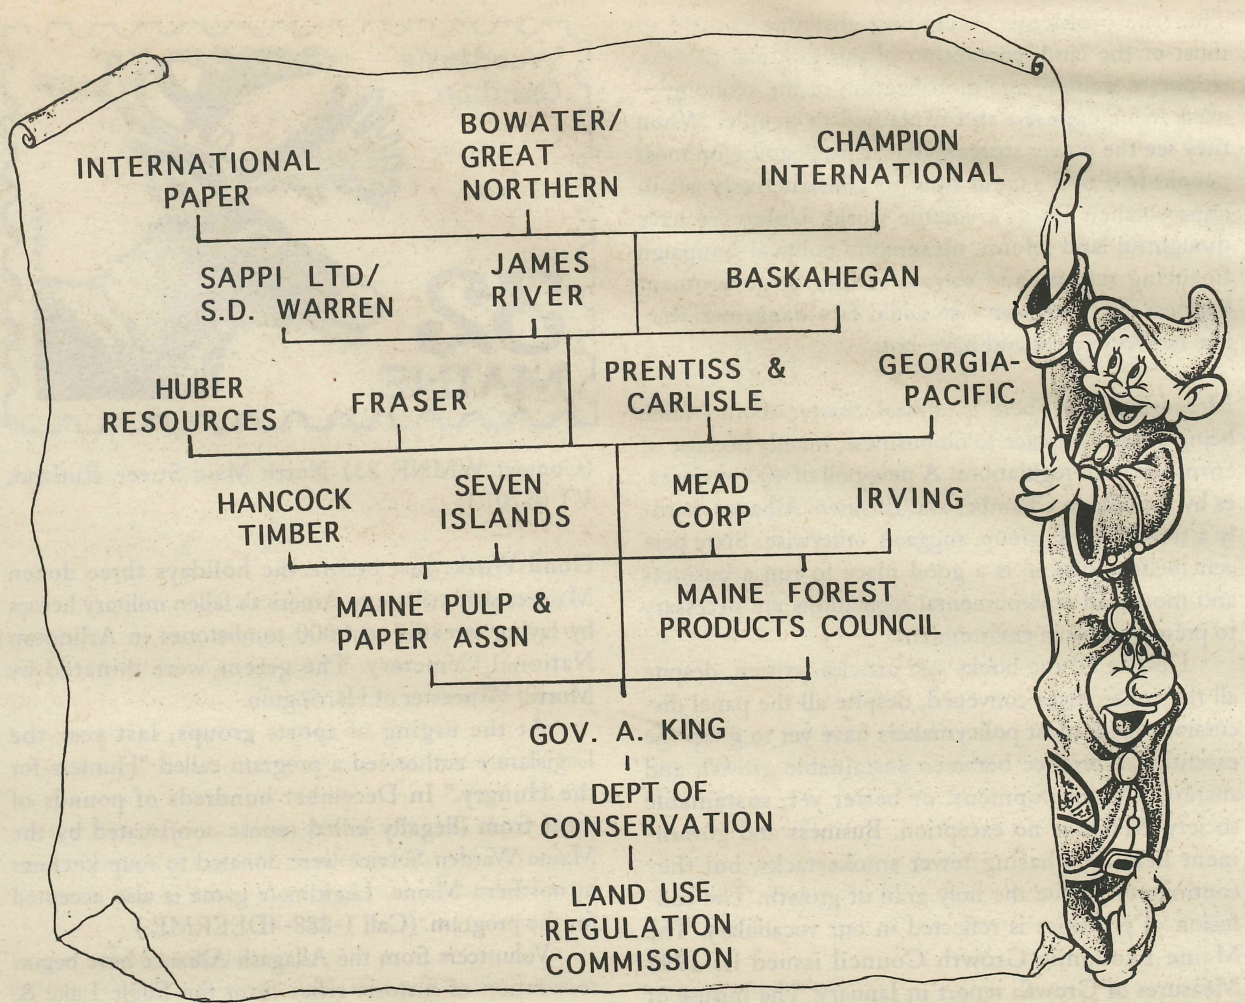 INTERNATIONAL
PAPER
BOWATER/
GREAT
NORTHERN
CHAMPION
INTERNATIONAL
SAPPI LTD/
S.D. WARREN
JAMES
RIVER
BASKAHEGAN
HUBER
RESOURCES
FRASER
PRENTISS &
CARLISLE
GEORGIA-
PACIFIC
HANCOCK
TIMBER
SEVEN
ISLANDS
MEAD
CORP
IRVING
MAINE PULP &
PAPER ASSN
MAINE FOREST
PRODUCTS COUNCIL
GOV. A. KING
DEPT OF
CONSERVATION
LAND USE
REGULATION
COMMISSION